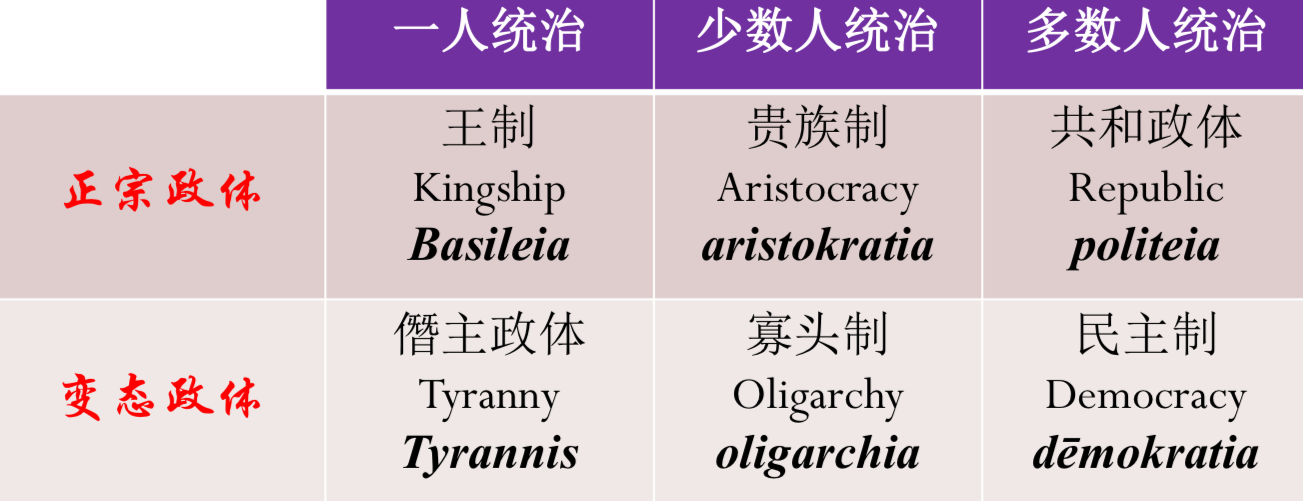 一人统治
少数人统治
多数人统治
正宗政体
王制
Kingship
Basileia
贵族制
Aristocracy
aristokratia
共和政体
Republic
politeia
变态政体
僭主政体
Tyranny
Tyrannis
寡头制
Oligarchy
oligarchia
民主制
Democracy
dēmokratia